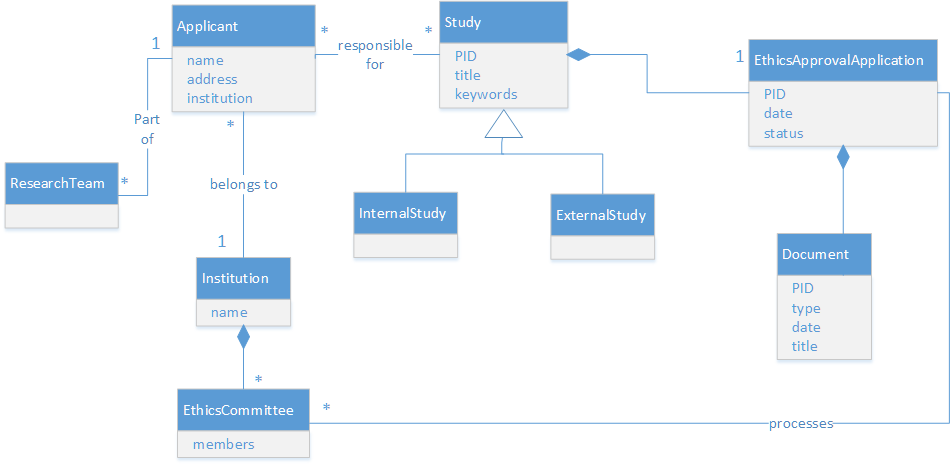 Applicant
name
address
institution
1
*
*
responsible
for
Study
PID
title
keywords
1
EthicsApprovalApplication
PID
date
status
Part
of
*
*
ResearchTeam
belongs to
InternalStudy
ExternalStudy
1
Institution
name
Document
PID
type
date
title
*
*
EthicsCommittee
members
processes